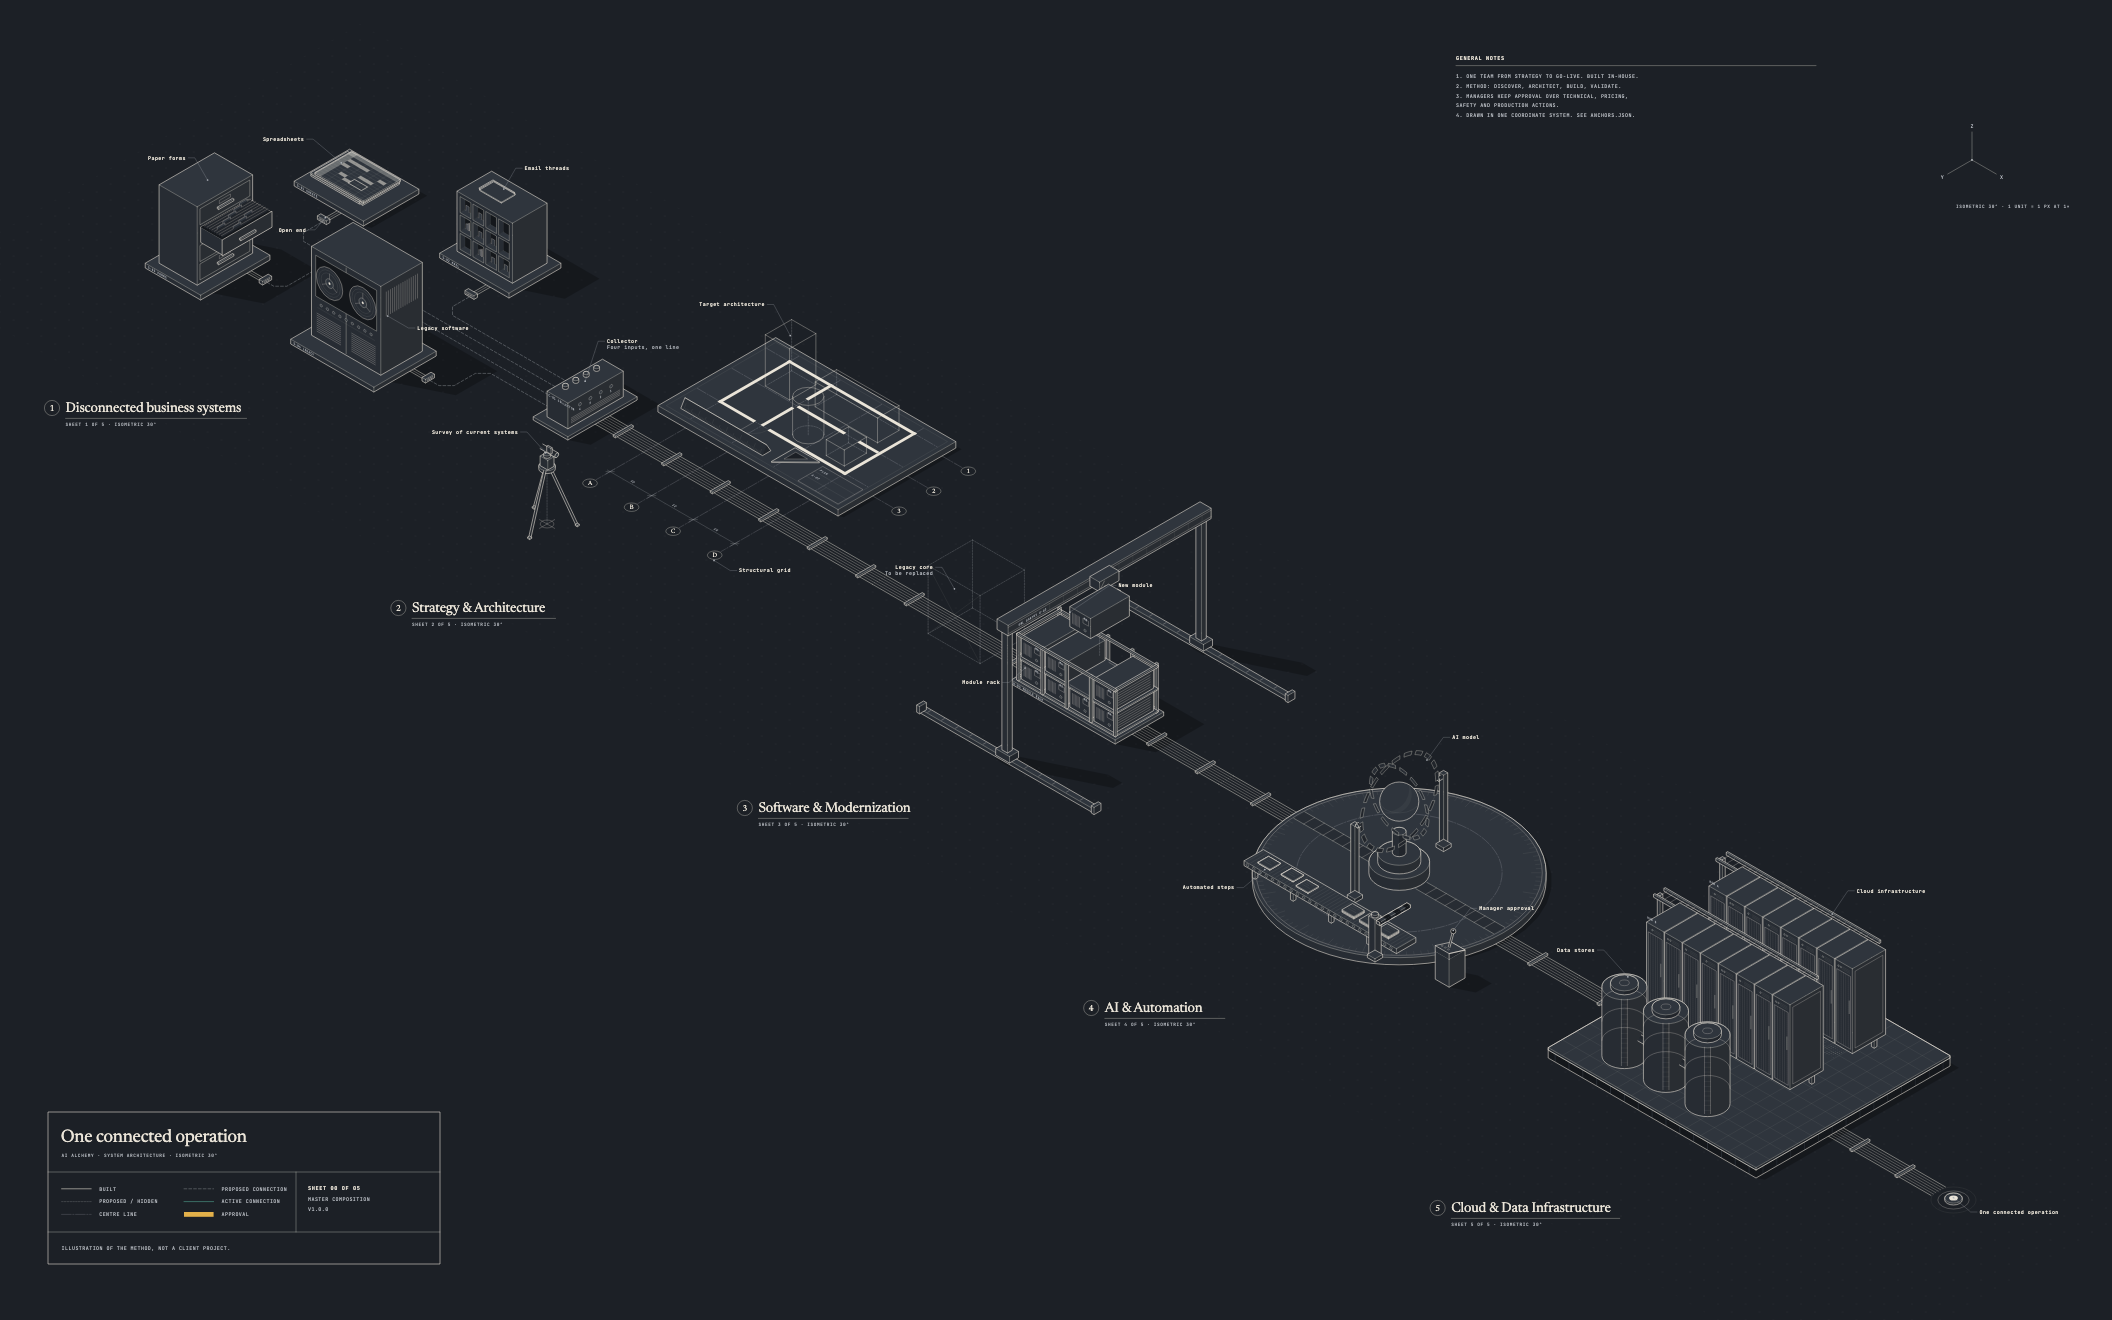 GENERAL NOTES
1. ONE TEAM FROM STRATEGY TO GO-LIVE. BUILT IN-HOUSE.
2. METHOD: DISCOVER, ARCHITECT, BUILD, VALIDATE.
3. MANAGERS KEEP APPROVAL OVER TECHNICAL, PRICING,
SAFETY AND PRODUCTION ACTIONS.
4. DRAWN IN ONE COORDINATE SYSTEM. SEE ANCHORS.JSON.
Z
Y
X
ISOMETRIC 30° - 1 UNIT = 1 PX AT 1×
Spreadsheets
Paper forms
Email threads
Open end
Legacy software
Collector
Four inputs, one line
1 Disconnected business systems
SHEET 1 OF 5 · ISOMETRIC 30°
Target architecture
Survey of current systems
A
B
C
D
1
2
3
Structural grid
2 Strategy & Architecture
SHEET 2 OF 5 · ISOMETRIC 30°
Legacy core
To be replaced
New module
Module rack
3 Software & Modernization
SHEET 3 OF 5 · ISOMETRIC 30°
AI model
Automated steps
Manager approval
4 AI & Automation
SHEET 4 OF 5 · ISOMETRIC 30°
Cloud infrastructure
Data stores
5 Cloud & Data Infrastructure
SHEET 5 OF 5 · ISOMETRIC 30°
One connected operation
One connected operation
AI ALCHEMY · SYSTEM ARCHITECTURE · ISOMETRIC 30°
BUILT
PROPOSED / HIDDEN
CENTRE LINE
PROPOSED CONNECTION
ACTIVE CONNECTION
APPROVAL
SHEET 00 OF 05
MASTER COMPOSITION
V1.0.0
ILLUSTRATION OF THE METHOD, NOT A CLIENT PROJECT.